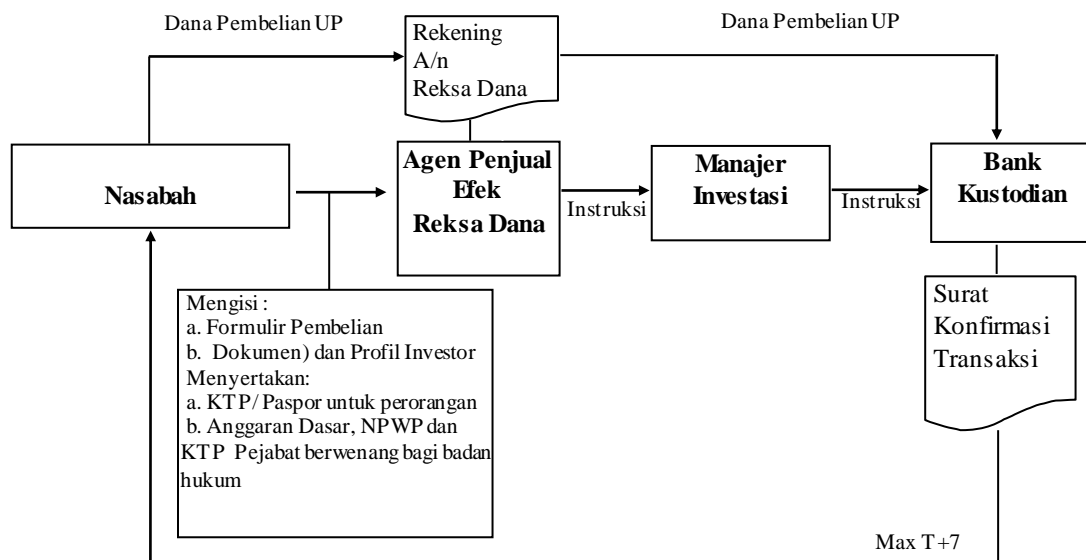 Dana Pembelian UP
Dana Pembelian UP
Rekening
A/n
Reksa Dana
Nasabah
Agen Penjual
Efek
Reksa Dana
Instruksi
Manajer
Investasi
Instruksi
Bank
Kustodian
Mengisi :
a. Formulir Pembelian
b. Dokumen) dan Profil Investor
Menyertakan:
a. KTP/ Paspor untuk perorangan
b. Anggaran Dasar, NPWP dan
KTP Pejabat berwenang bagi badan
hukum
Surat
Konfirmasi
Transaksi
Max T+7